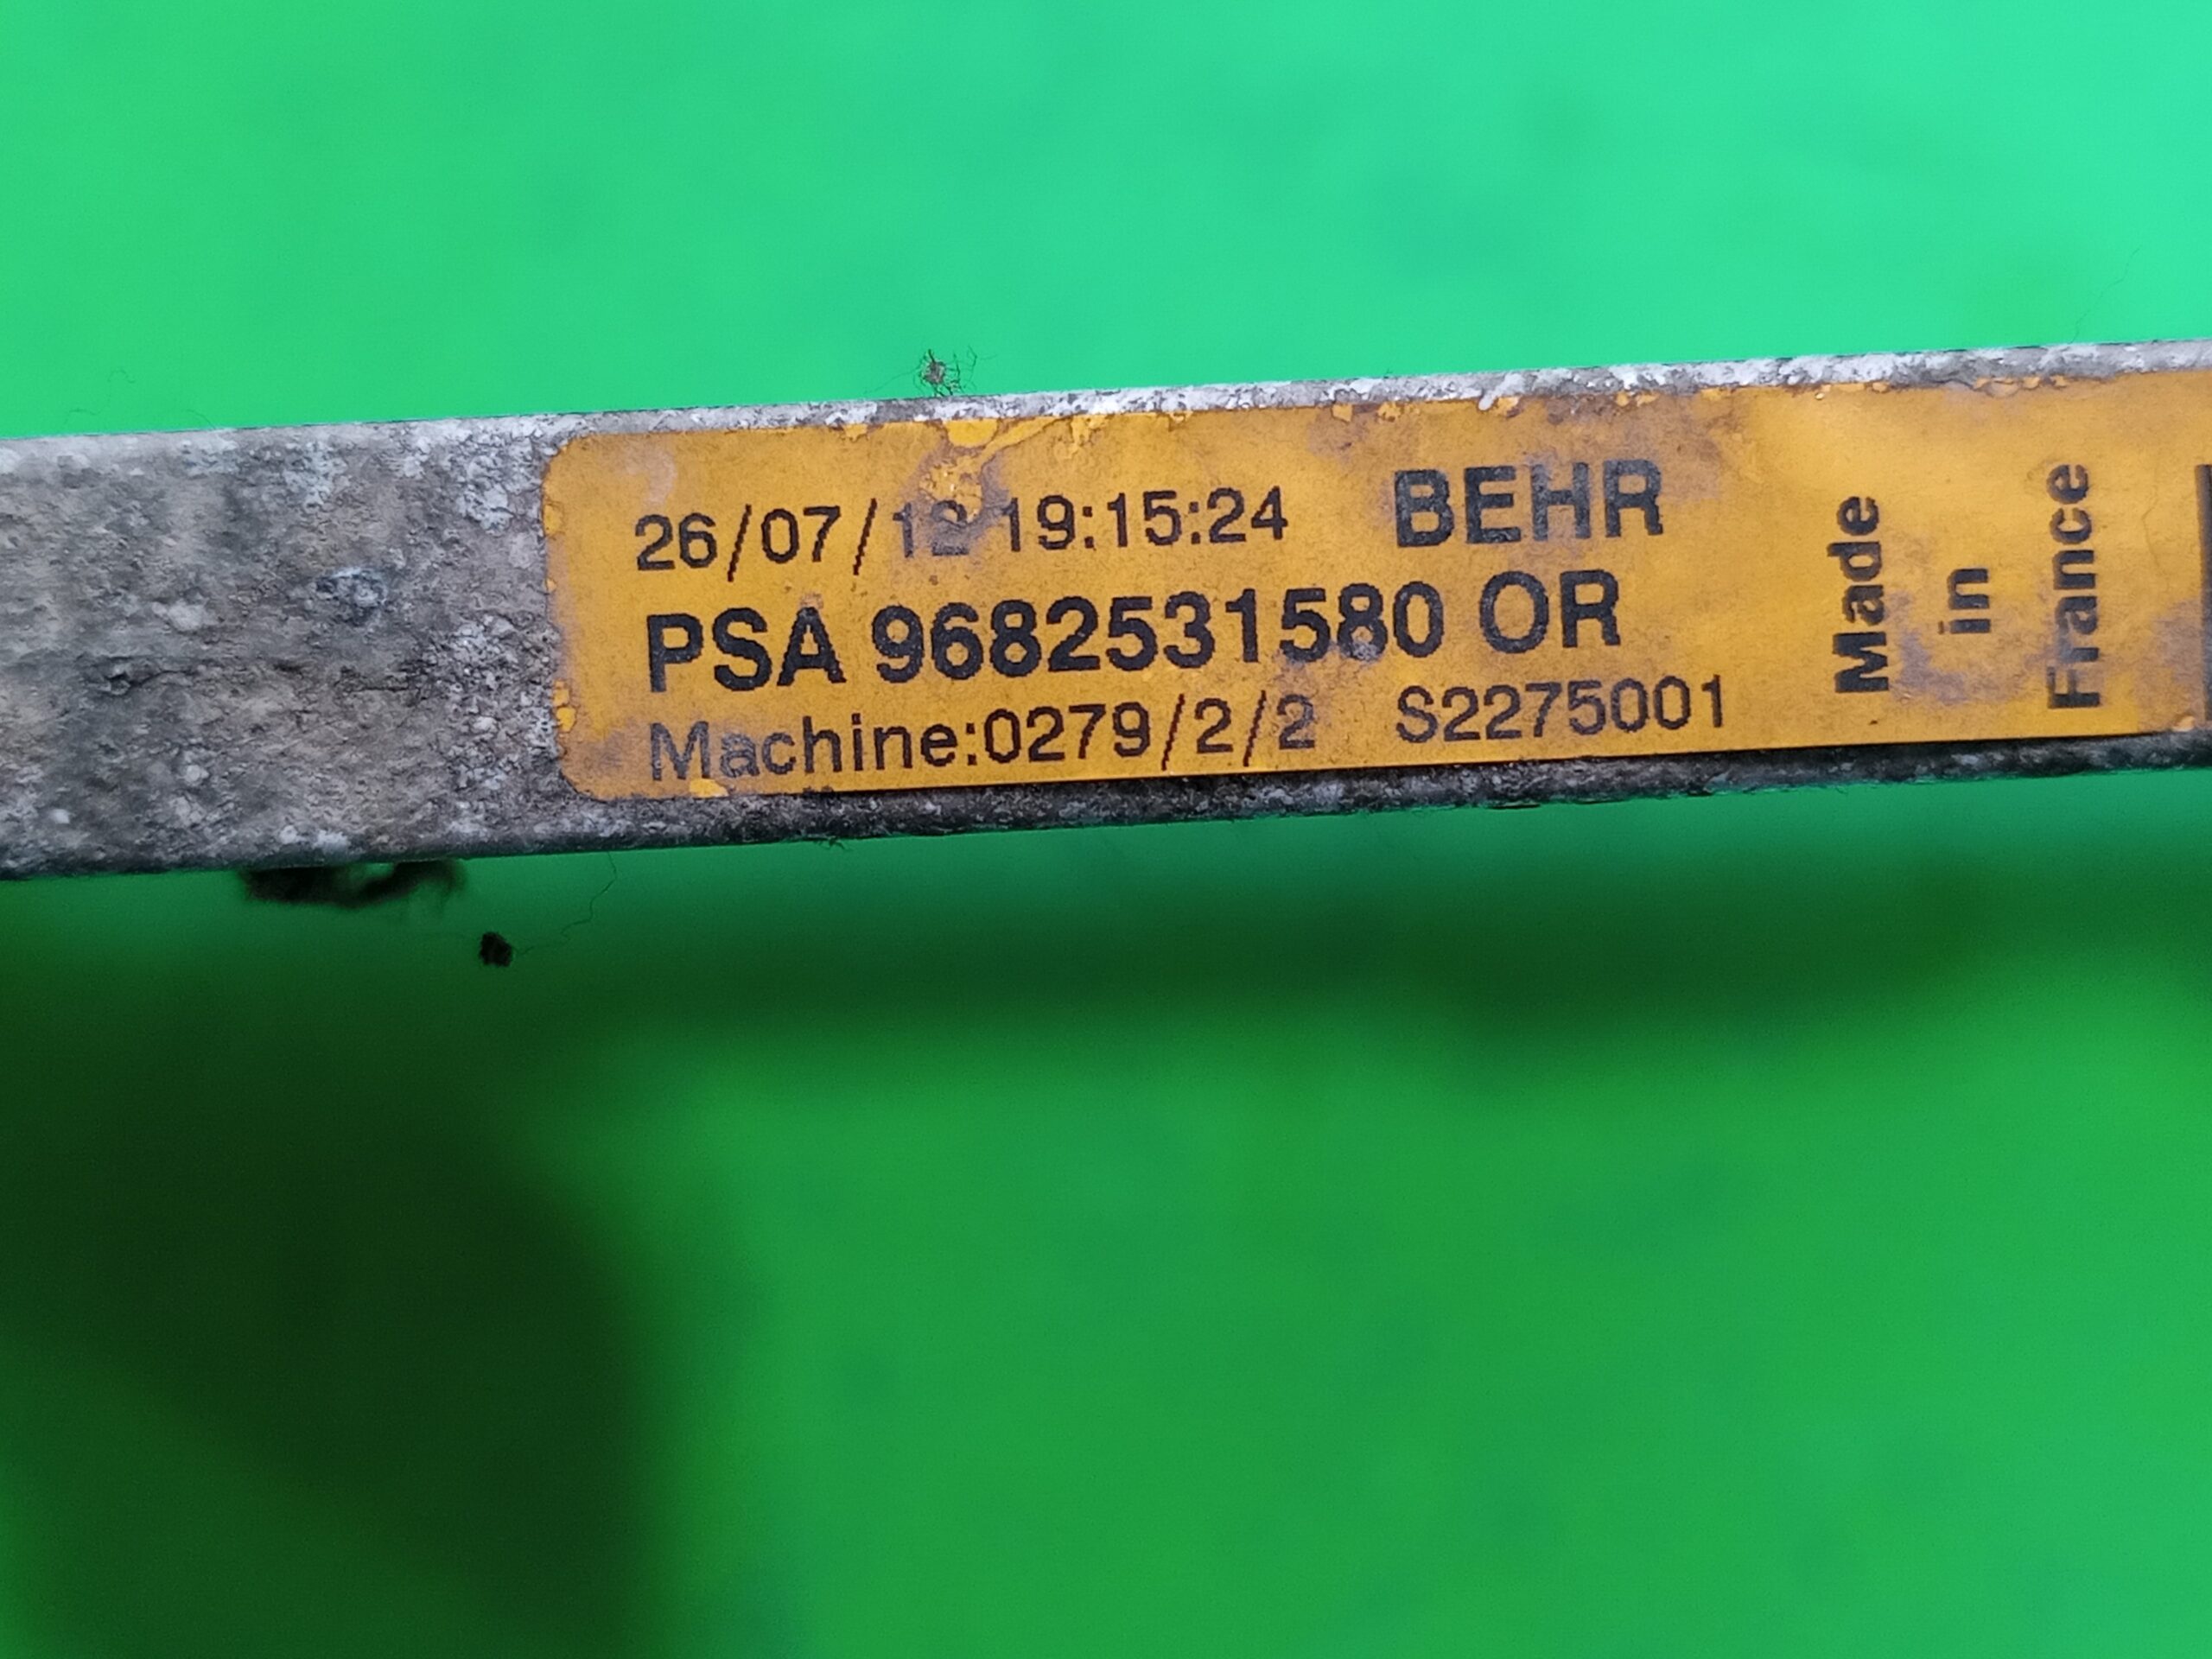 26/07/12 19:15:24 BEHR
PSA 9682531580 OR
Machine:0279/2/2 S2275001
Made
in
France